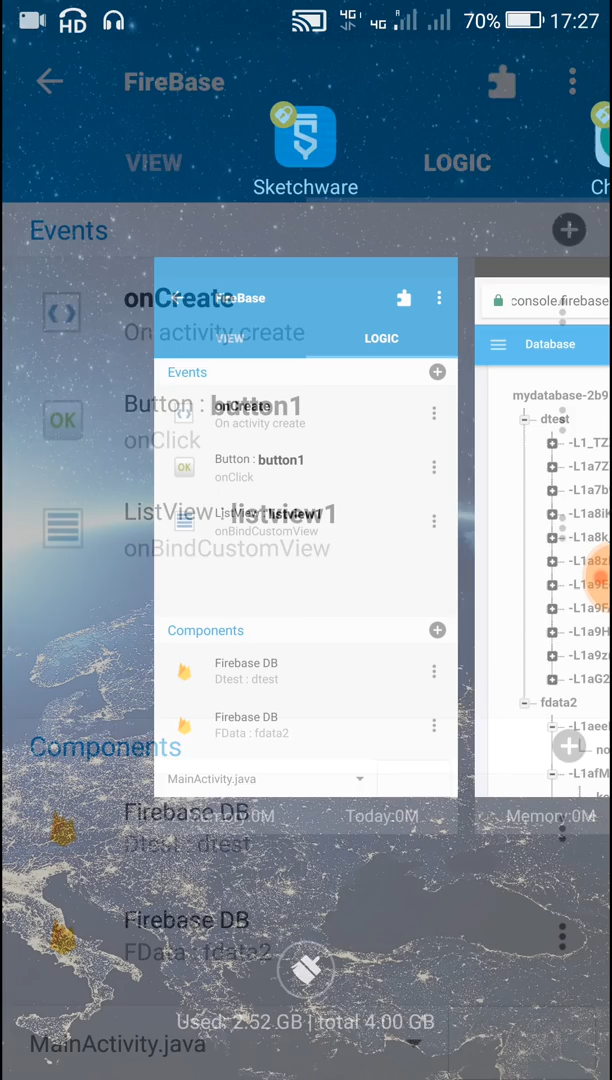 HD 4G 4G R 70% 17:27
FireBase
VIEW LOGIC
Sketchware Ch
Events
onCreate
On activity create
Button : button1
onClick
ListView : listview1
onBindCustomView
Components
Firebase DB
Dtest : dtest
Firebase DB
FData : fdata2
MainActivity.java
FireBase
VIEW LOGIC
Events
onCreate
On activity create
Button : button1
onClick
ListView : listview1
onBindCustomView
Components
Firebase DB
Dtest : dtest
Firebase DB
FData : fdata2
MainActivity.java
console.firebase
Database
mydatabase-2b9
dtest
-L1_TZ
-L1a7Z
-L1a7b
-L1a8iK
-L1a8k
-L1a8z
-L1a9E
-L1a9F
-L1a9H
-L1a9z
-L1aG2
fdata2
-L1aee
no
-L1afM
Today:0M
Memory:0M
Used: 2.52 GB | total 4.00 GB